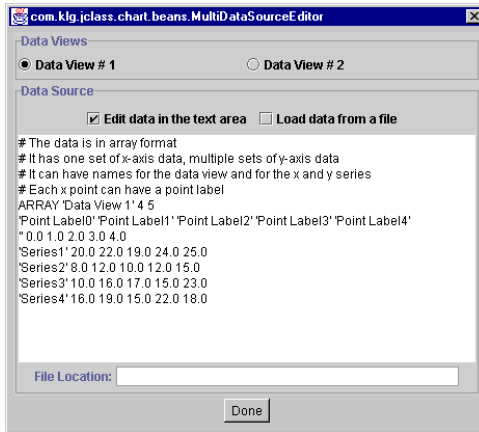 com.klg.jclass.chart.beans.MultiDataSourceEditor
Data Views
Data View # 1
Data View # 2
Data Source
Edit data in the text area
Load data from a file
# The data is in array format
# It has one set of x-axis data, multiple sets of y-axis data
# It can have names for the data view and for the x and y series
# Each x point can have a point label
ARRAY 'Data View 1' 4 5
'Point Label0' 'Point Label1' 'Point Label2' 'Point Label3' 'Point Label4'
'' 0.0 1.0 2.0 3.0 4.0
'Series1' 20.0 22.0 19.0 24.0 25.0
'Series2' 8.0 12.0 10.0 12.0 15.0
'Series3' 10.0 16.0 17.0 15.0 23.0
'Series4' 16.0 19.0 15.0 22.0 18.0
File Location:
Done